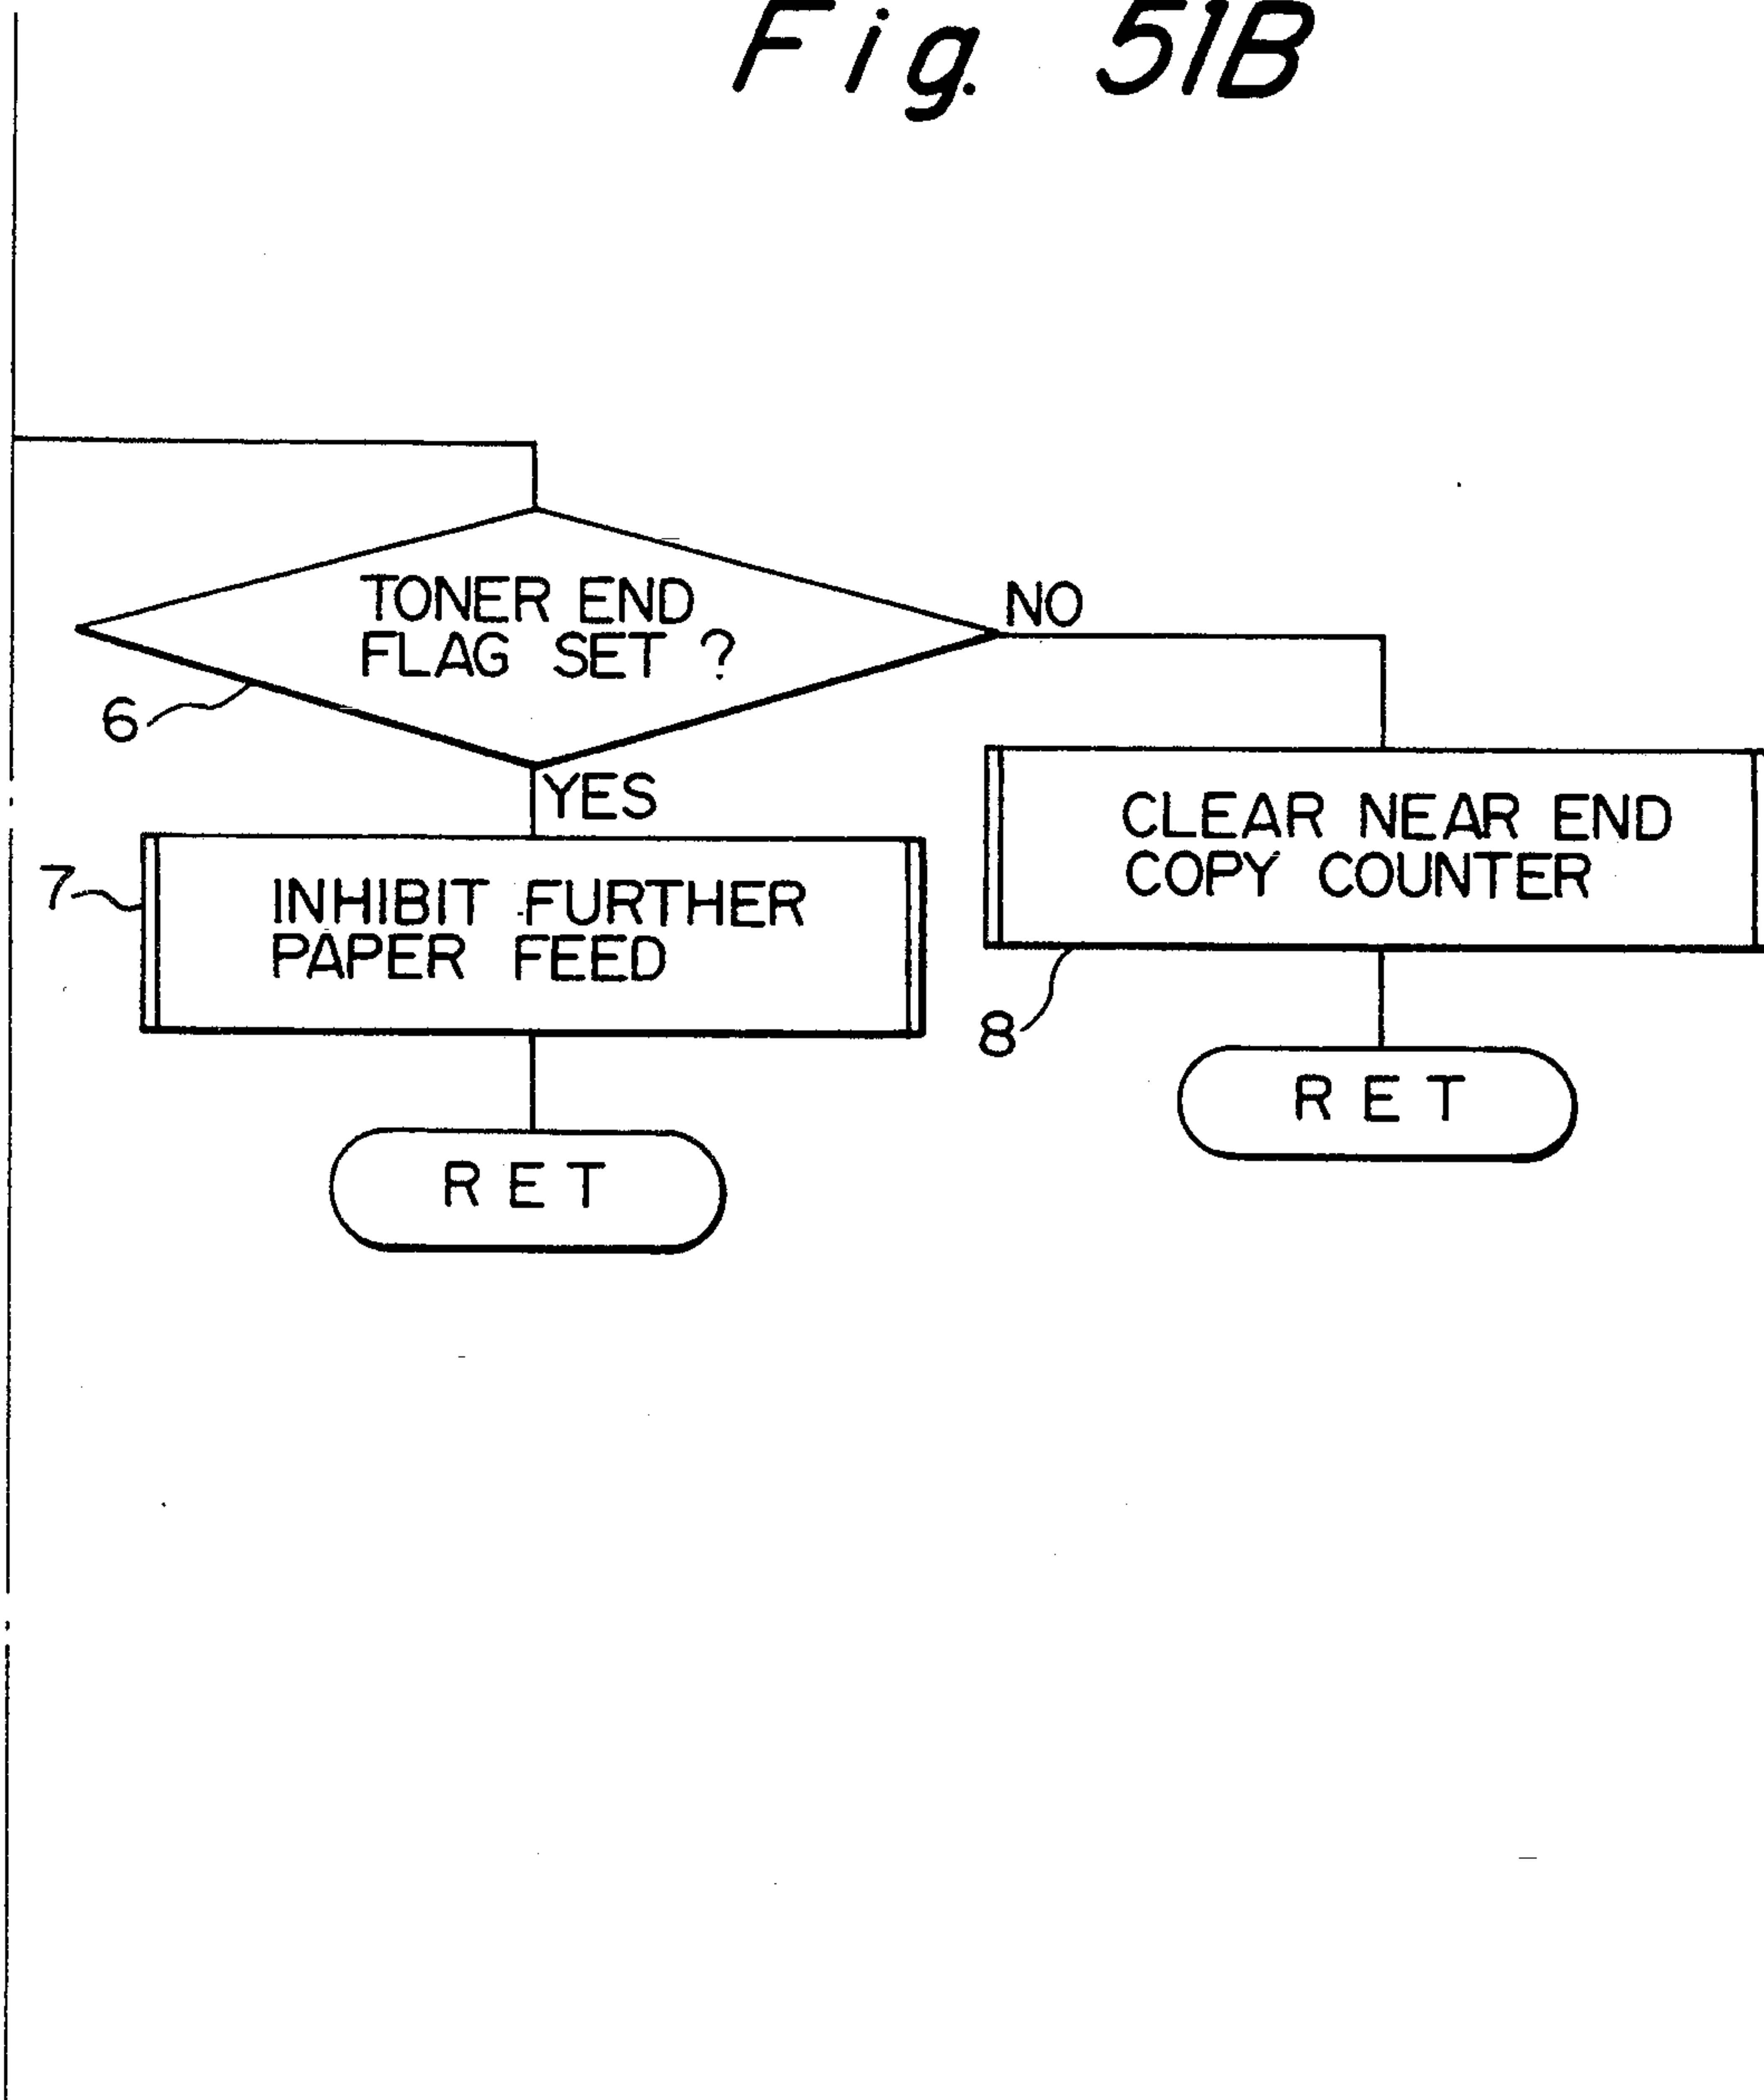 Fig. 51B
TONER END
FLAG SET ?
NO
6
YES
7
INHIBIT FURTHER
PAPER FEED
RET
CLEAR NEAR END
COPY COUNTER
8
RET